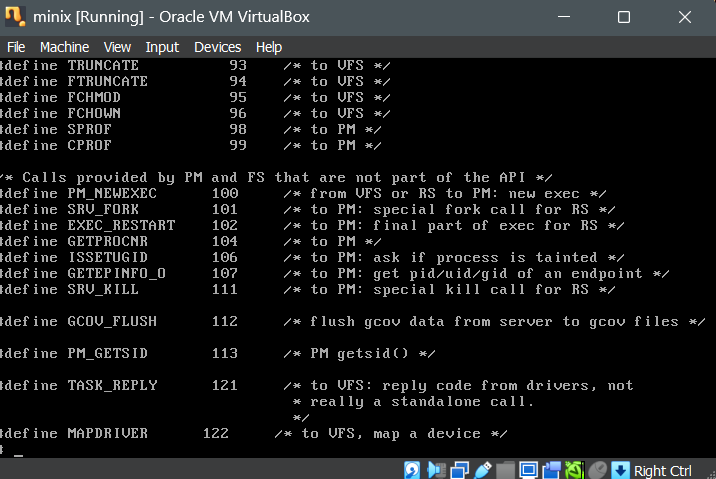 minix [Running] - Oracle VM VirtualBox
File Machine View Input Devices Help
#define TRUNCATE 93 /* to VFS */
#define FTRUNCATE 94 /* to VFS */
#define FCHMOD 95 /* to VFS */
#define FCHOWN 96 /* to VFS */
#define SPROF 98 /* to PM */
#define CPROF 99 /* to PM */
/* Calls provided by PM and FS that are not part of the API */
#define PM_NEWEXEC 100 /* from VFS or RS to PM: new exec */
#define SRV_FORK 101 /* to PM: special fork call for RS */
#define EXEC_RESTART 102 /* to PM: final part of exec for RS */
#define GETPROCNR 104 /* to PM */
#define ISSETUGID 106 /* to PM: ask if process is tainted */
#define GETEPINFO_O 107 /* to PM: get pid/uid/gid of an endpoint */
#define SRV_KILL 111 /* to PM: special kill call for RS */
#define GCOV_FLUSH 112 /* flush gcov data from server to gcov files */
#define PM_GETSID 113 /* PM getsid() */
#define TASK_REPLY 121 /* to VFS: reply code from drivers, not
* really a standalone call.
*/
#define MAPDRIVER 122 /* to VFS, map a device */
# _
Right Ctrl